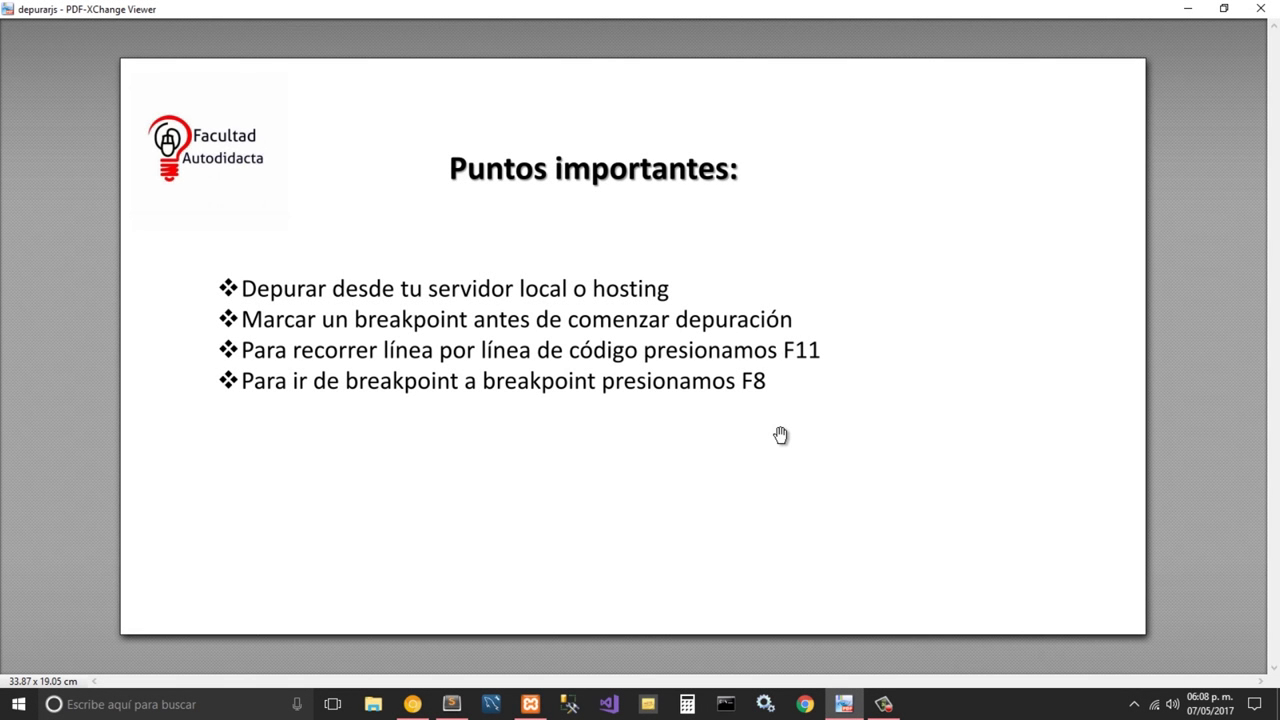 depurarjs - PDF-XChange Viewer
Facultad
Autodidacta
Puntos importantes:
❖Depurar desde tu servidor local o hosting
❖Marcar un breakpoint antes de comenzar depuración
❖Para recorrer línea por línea de código presionamos F11
❖Para ir de breakpoint a breakpoint presionamos F8
33.87 x 19.05 cm
Escribe aquí para buscar
06:08 p. m.
07/05/2017